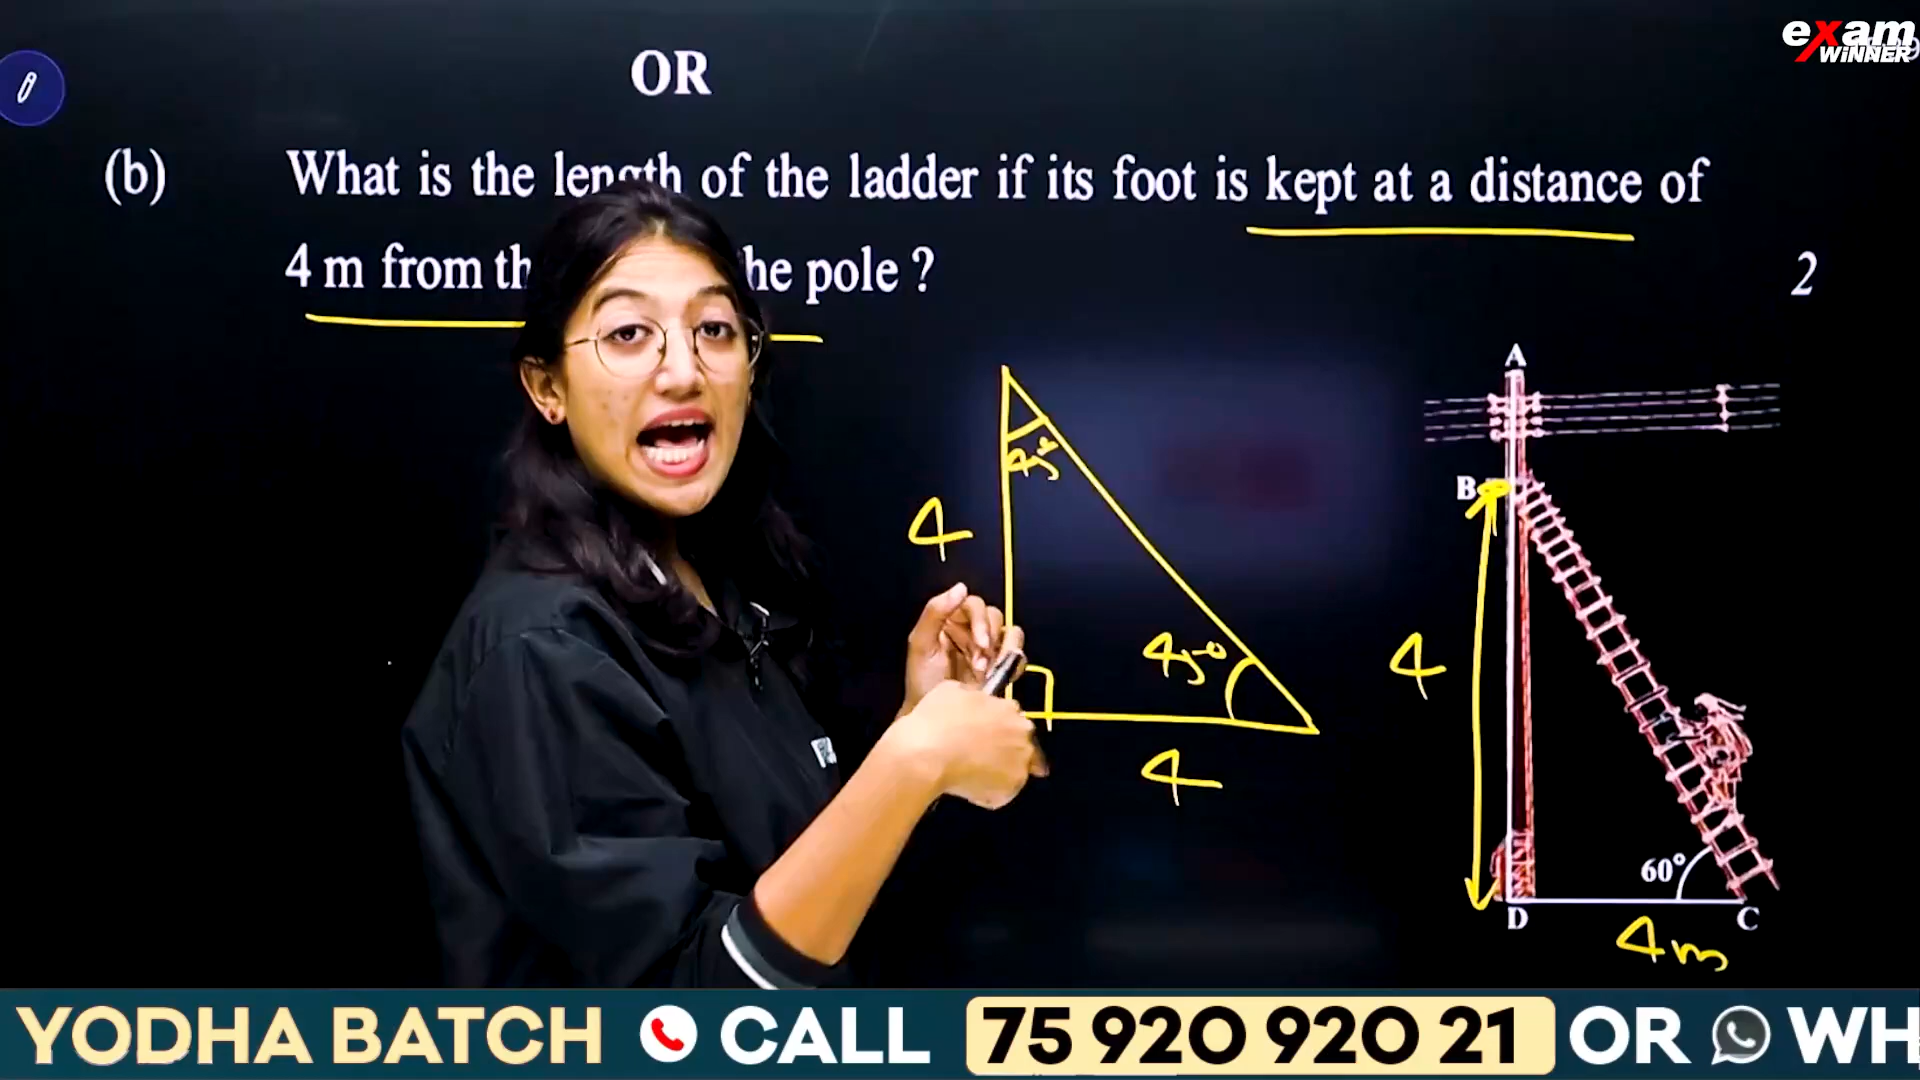 exam
WiNNER
OR
(b) What is the length of the ladder if its foot is kept at a distance of
4 m from he pole ? 2
A
B
45°
4
45°
4
4
60°
D C
4m
YODHA BATCH CALL 75 920 920 21 OR WH